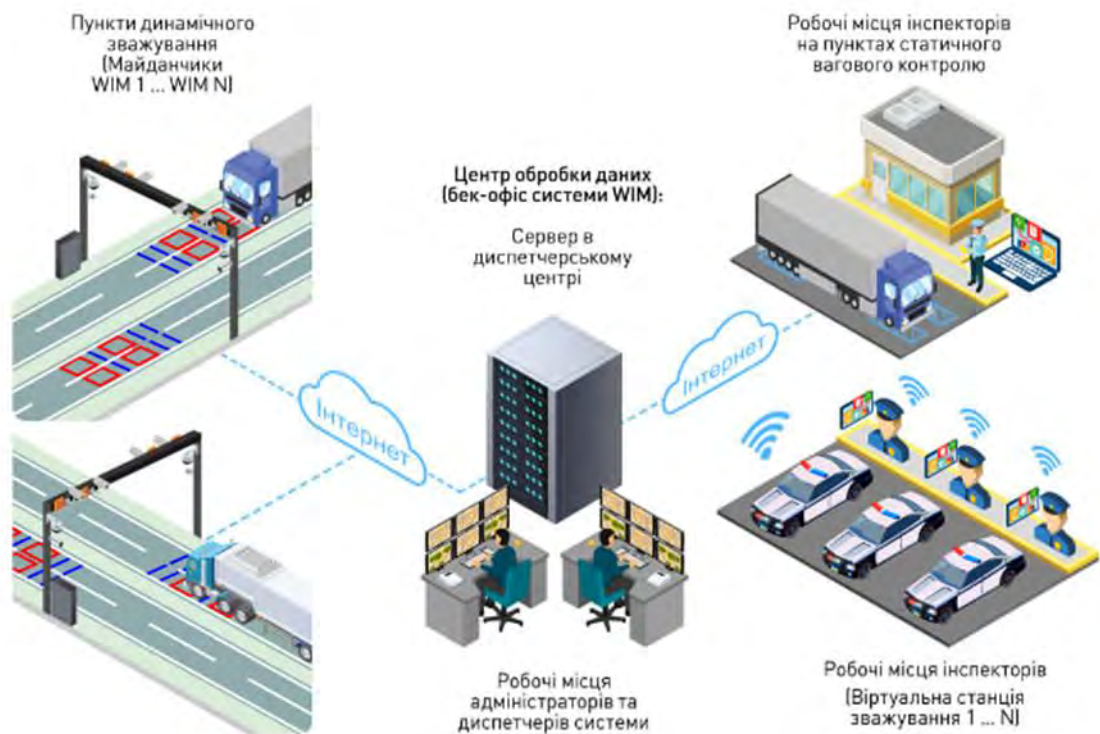 Пункти динамічного
зважування
(Майданчики
WIM 1 ... WIM N)
Робочі місця інспекторів
на пунктах статичного
вагового контролю
Центр обробки даних
(бек-офіс системи WIM):
Сервер в
диспетчерському
центрі
Інтернет
Інтернет
Робочі місця
адміністраторів та
диспетчерів системи
Робочі місця інспекторів
(Віртуальна станція
зважування 1 ... N)